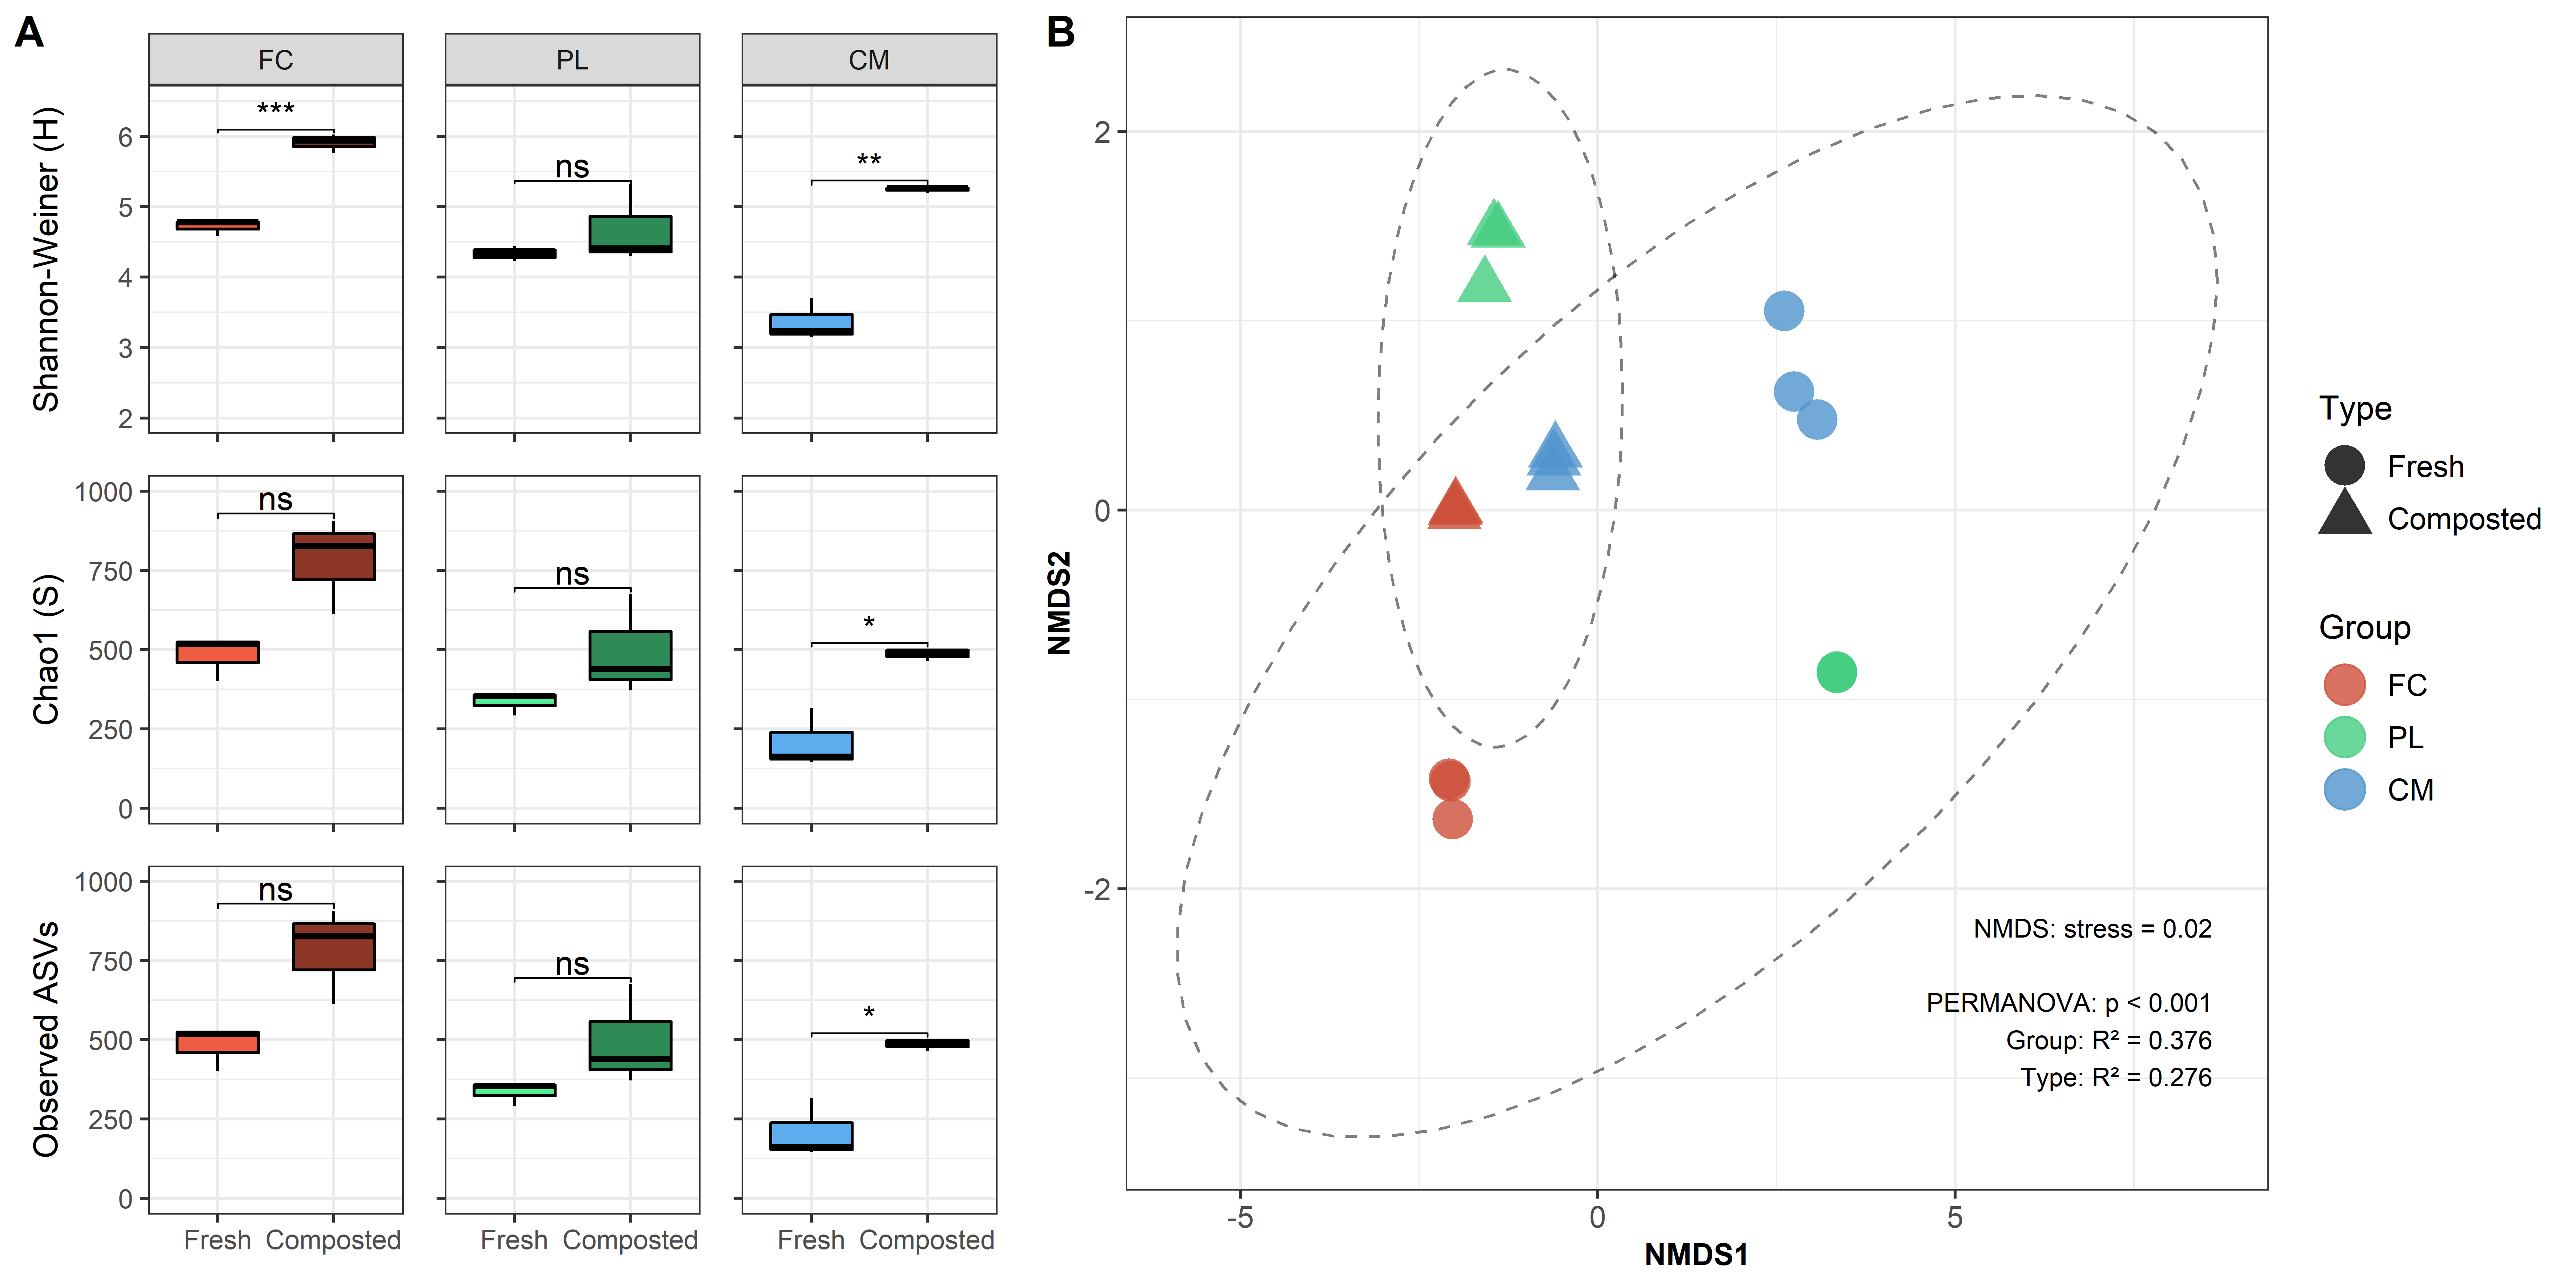 A
FC
PL
CM
Shannon-Weiner (H)
6
5
4
3
2
***
ns
**
Chao1 (S)
1000
750
500
250
0
ns
ns
*
Observed ASVs
1000
750
500
250
0
ns
ns
*
Fresh
Composted
Fresh
Composted
Fresh
Composted
B
NMDS2
2
0
-2
-5
0
5
NMDS1
NMDS: stress = 0.02
PERMANOVA: p < 0.001
Group: R² = 0.376
Type: R² = 0.276
Type
Fresh
Composted
Group
FC
PL
CM